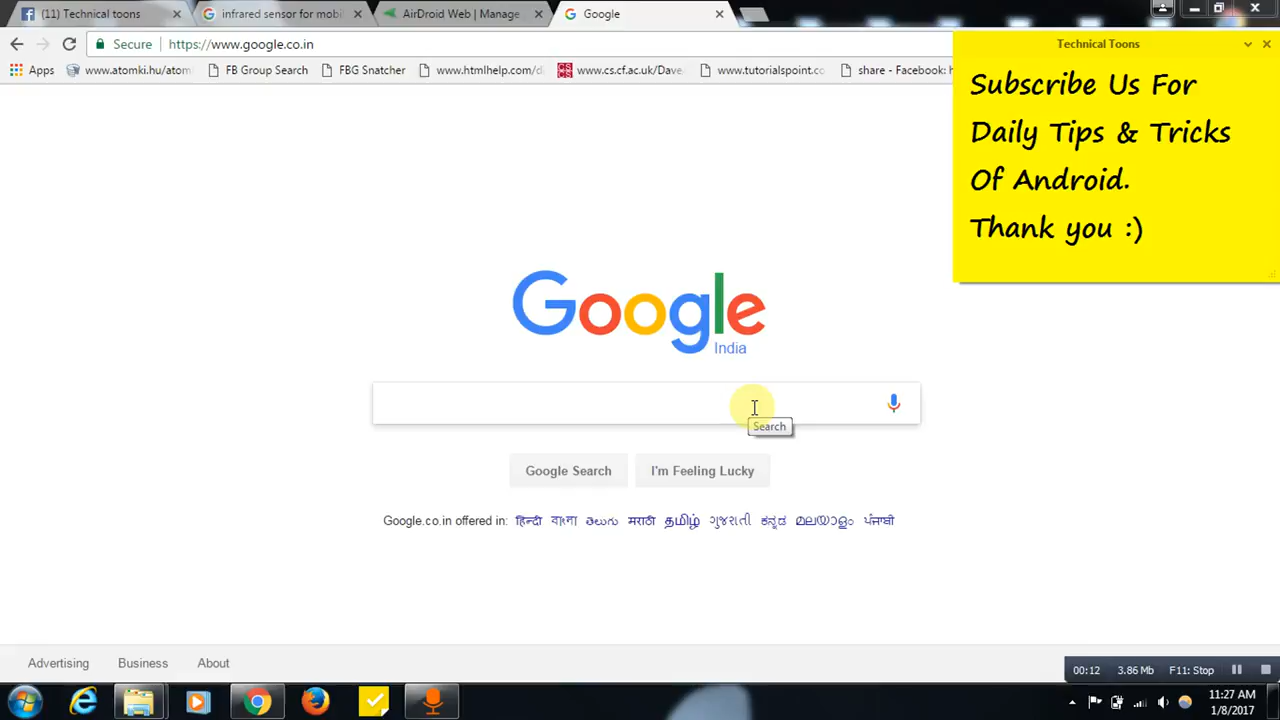 (11) Technical toons
infrared sensor for mobi
AirDroid Web | Manage
Google
Secure
https://www.google.co.in
Apps
www.atomki.hu/atom
FB Group Search
FBG Snatcher
www.htmlhelp.com/d
www.cs.cf.ac.uk/Dave
www.tutorialspoint.co
share - Facebook: h
Technical Toons
Subscribe Us For
Daily Tips & Tricks
Of Android.
Thank you :)
Google
India
Search
Google Search
I'm Feeling Lucky
Google.co.in offered in: हिन्दी বাংলা తెలుగు मराठी தமிழ் ગુજરાતી ಕನ್ನಡ മലയാളം ਪੰਜਾਬੀ
Advertising
Business
About
00:12
3.86 Mb
F11: Stop
11:27 AM
1/8/2017